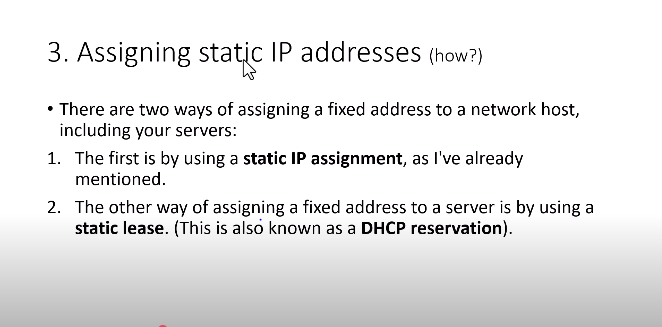 3. Assigning static IP addresses (how?)
• There are two ways of assigning a fixed address to a network host,
including your servers:
1. The first is by using a static IP assignment, as I've already
mentioned.
2. The other way of assigning a fixed address to a server is by using a
static lease. (This is also known as a DHCP reservation).